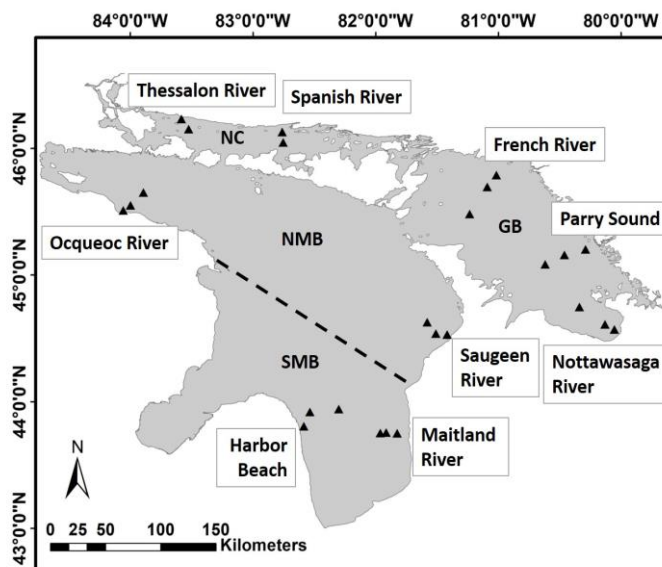 84°0'0"W 83°0'0"W 82°0'0"W 81°0'0"W 80°0'0"W
Thessalon River
Spanish River
NC
46°0'0"N
French River
Parry Sound
GB
NMB
Ocqueoc River
45°0'0"N
SMB
Saugeen
River
Nottawasaga
River
44°0'0"N
Harbor
Beach
Maitland
River
N
43°0'0"N
0 25 50 100 150
Kilometers